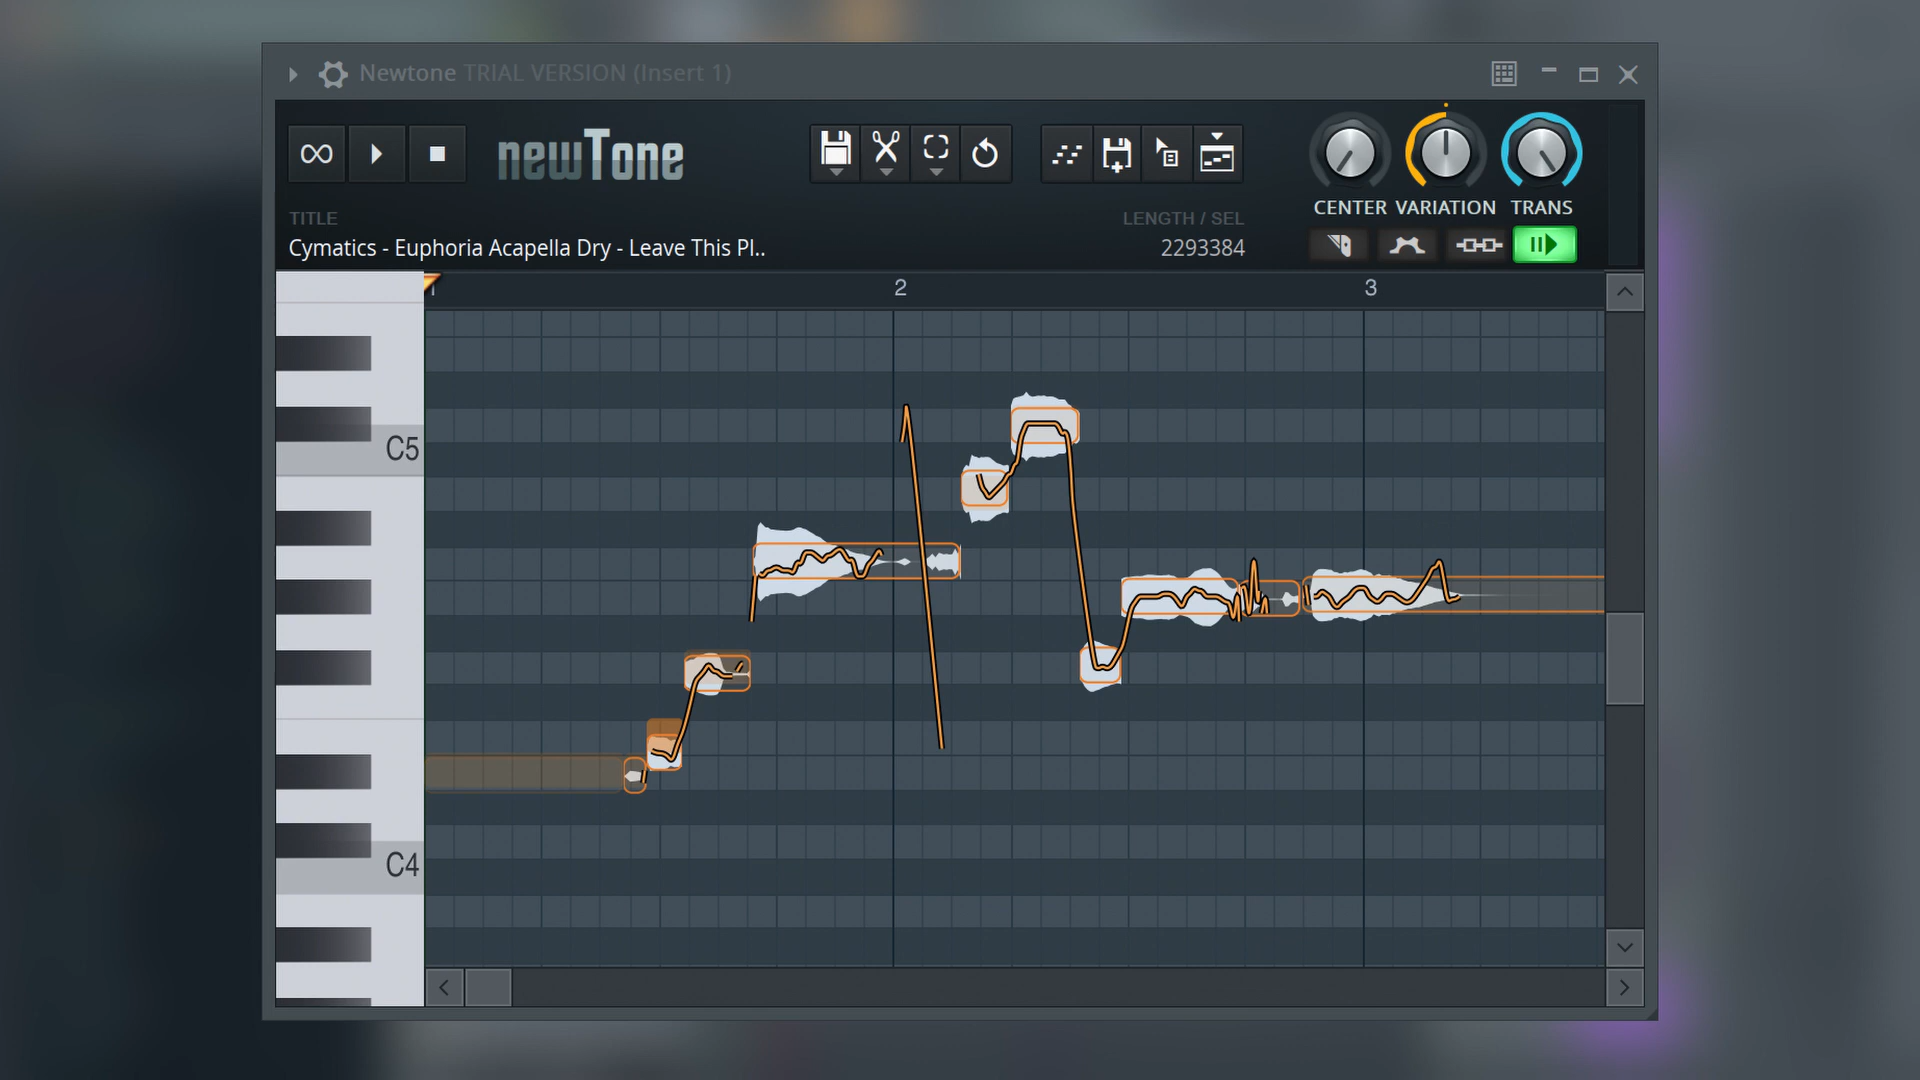 Newtone TRIAL VERSION (Insert 1)
newTone
CENTER VARIATION TRANS
TITLE
LENGTH / SEL
Cymatics - Euphoria Acapella Dry - Leave This Pl..
2293384
2
3
C5
C4